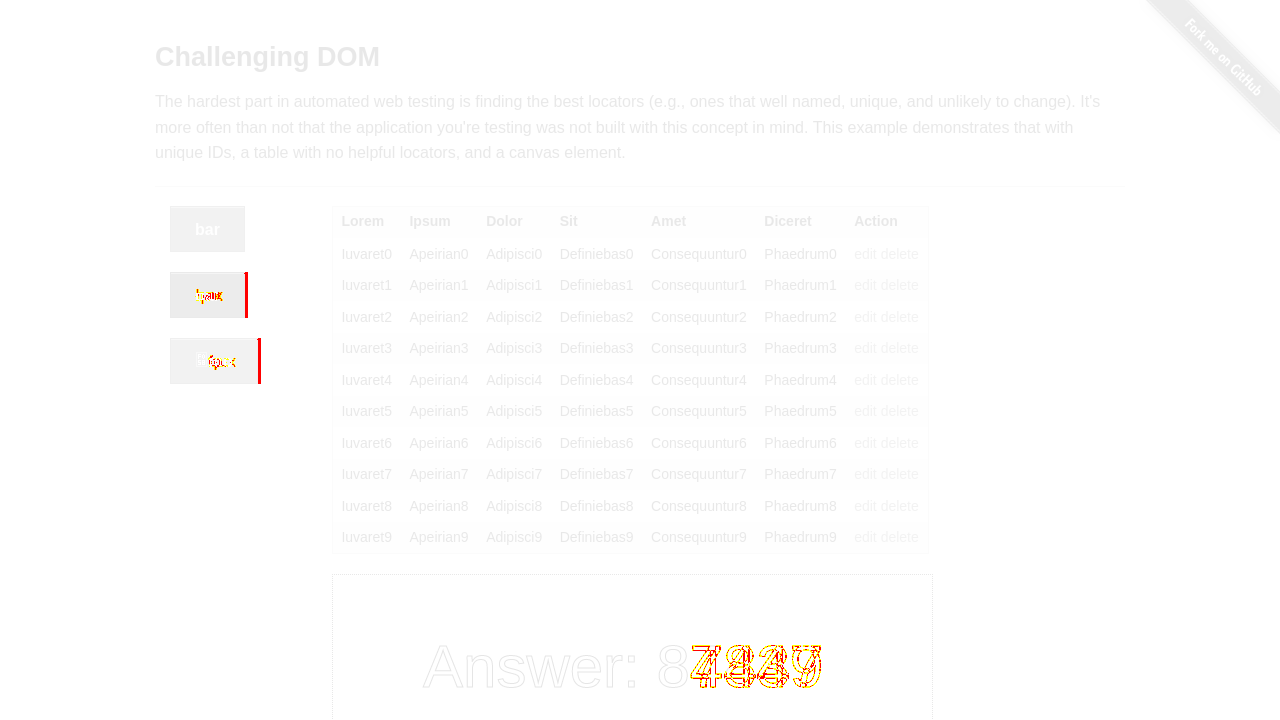 Fork me on GitHub
Challenging DOM
The hardest part in automated web testing is finding the best locators (e.g., ones that well named, unique, and unlikely to change). It's
more often than not that the application you're testing was not built with this concept in mind. This example demonstrates that with
unique IDs, a table with no helpful locators, and a canvas element.
bar
Lorem Ipsum Dolor Sit Amet Diceret Action
Iuvaret0 Apeirian0 Adipisci0 Definiebas0 Consequuntur0 Phaedrum0 edit delete
Iuvaret1 Apeirian1 Adipisci1 Definiebas1 Consequuntur1 Phaedrum1 edit delete
Iuvaret2 Apeirian2 Adipisci2 Definiebas2 Consequuntur2 Phaedrum2 edit delete
Iuvaret3 Apeirian3 Adipisci3 Definiebas3 Consequuntur3 Phaedrum3 edit delete
Iuvaret4 Apeirian4 Adipisci4 Definiebas4 Consequuntur4 Phaedrum4 edit delete
Iuvaret5 Apeirian5 Adipisci5 Definiebas5 Consequuntur5 Phaedrum5 edit delete
Iuvaret6 Apeirian6 Adipisci6 Definiebas6 Consequuntur6 Phaedrum6 edit delete
Iuvaret7 Apeirian7 Adipisci7 Definiebas7 Consequuntur7 Phaedrum7 edit delete
Iuvaret8 Apeirian8 Adipisci8 Definiebas8 Consequuntur8 Phaedrum8 edit delete
Iuvaret9 Apeirian9 Adipisci9 Definiebas9 Consequuntur9 Phaedrum9 edit delete
Answer: